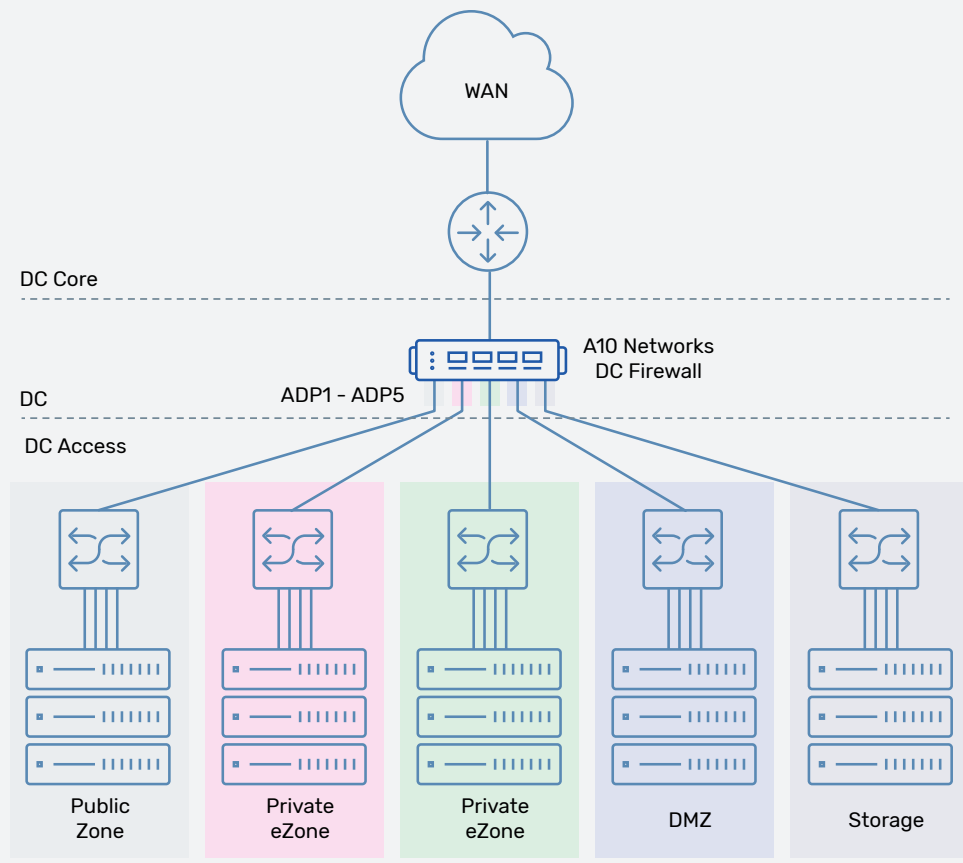 WAN
DC Core
A10 Networks
DC Firewall
ADP1 - ADP5
DC
DC Access
Public
Zone
Private
eZone
Private
eZone
DMZ
Storage